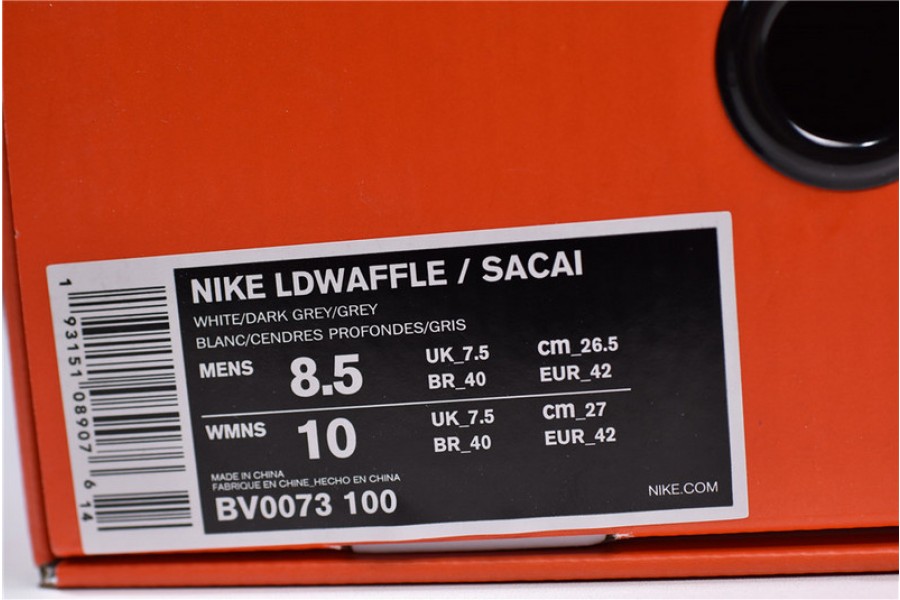 NIKE LDWAFFLE / SACAI
WHITE/DARK GREY/GREY
BLANC/CENDRES PROFONDES/GRIS
MENS 8.5 UK_7.5 cm_26.5
BR_40 EUR_42
WMNS 10 UK_7.5 cm_27
BR_40 EUR_42
MADE IN CHINA
FABRIQUE EN CHINE_HECHO EN CHINA
BV0073 100
NIKE.COM
1 93151 08907 6 14